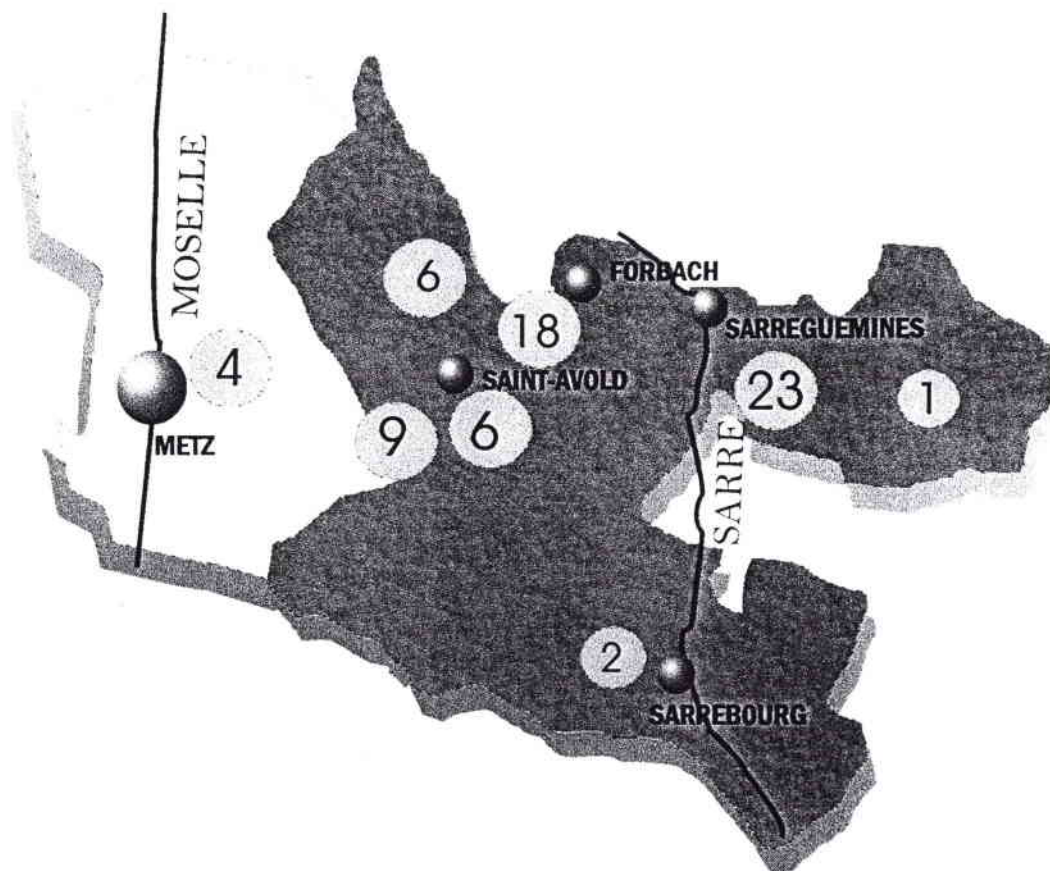 MOSELLE
6
FORBACH
18
SARREGUEMINES
4
SAINT-AVOLD
23
1
9
6
METZ
SARRE
2
SARREBOURG